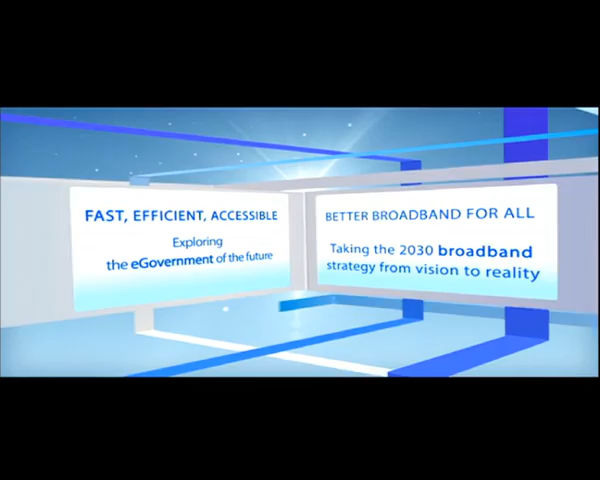 FAST, EFFICIENT, ACCESSIBLE
Exploring
the eGovernment of the future
BETTER BROADBAND FOR ALL
Taking the 2030 broadband
strategy from vision to reality